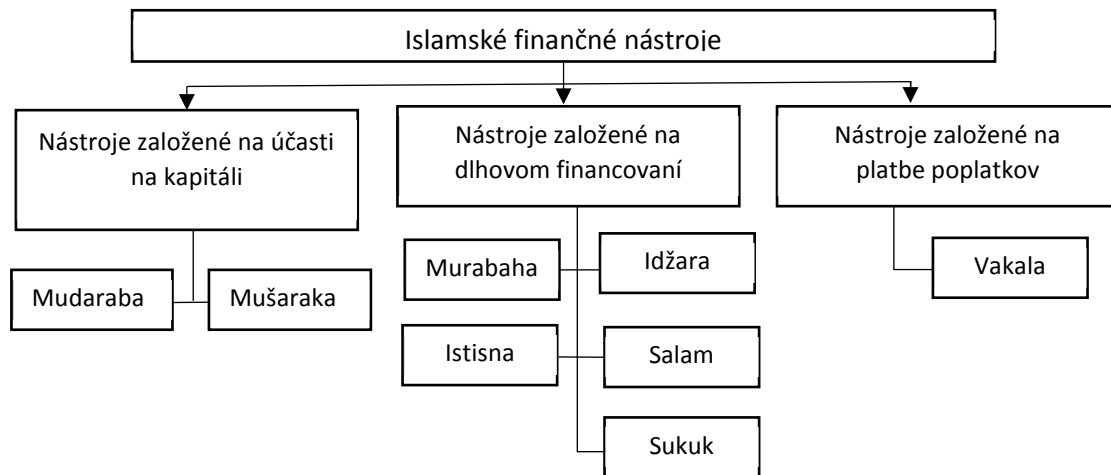 Islamské finančné nástroje
Nástroje založené na účasti
na kapitáli
Nástroje založené na
dlhovom financovaní
Nástroje založené na
platbe poplatkov
Mudaraba
Mušaraka
Murabaha
Idžara
Istisna
Salam
Sukuk
Vakala